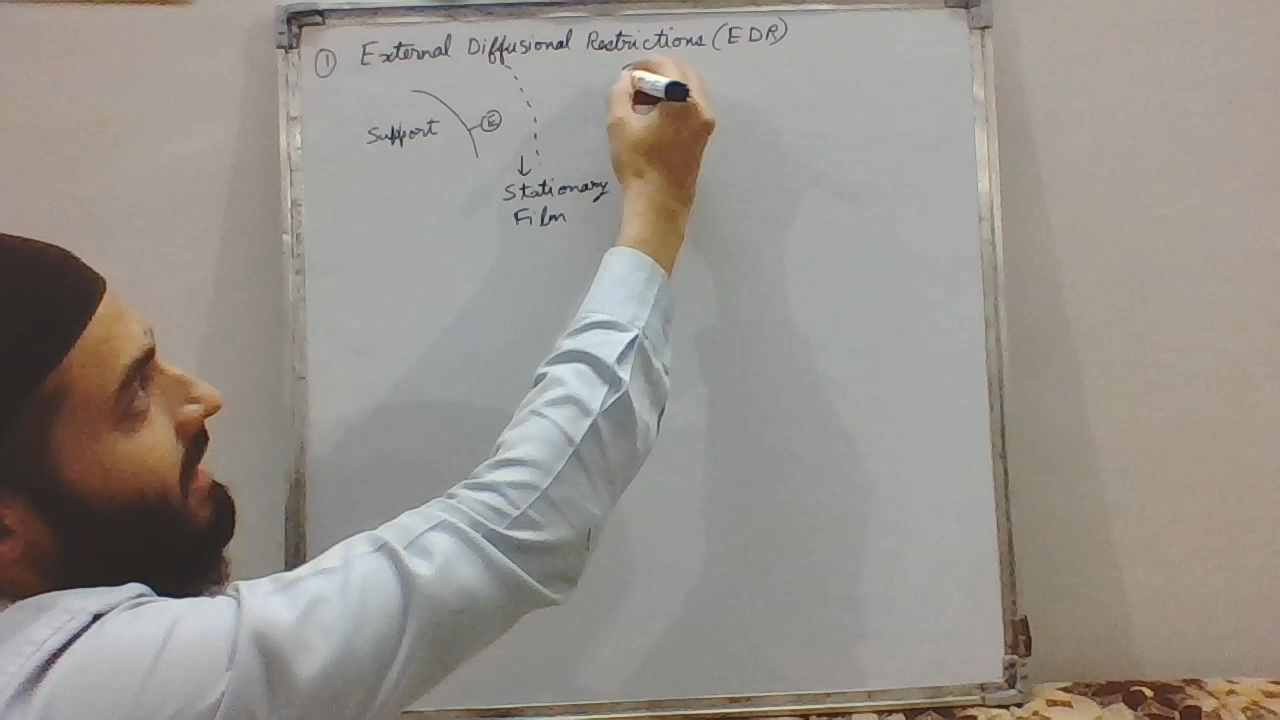 ① External Diffusional Restrictions (EDR)
Support
E
↓
Stationary
Film